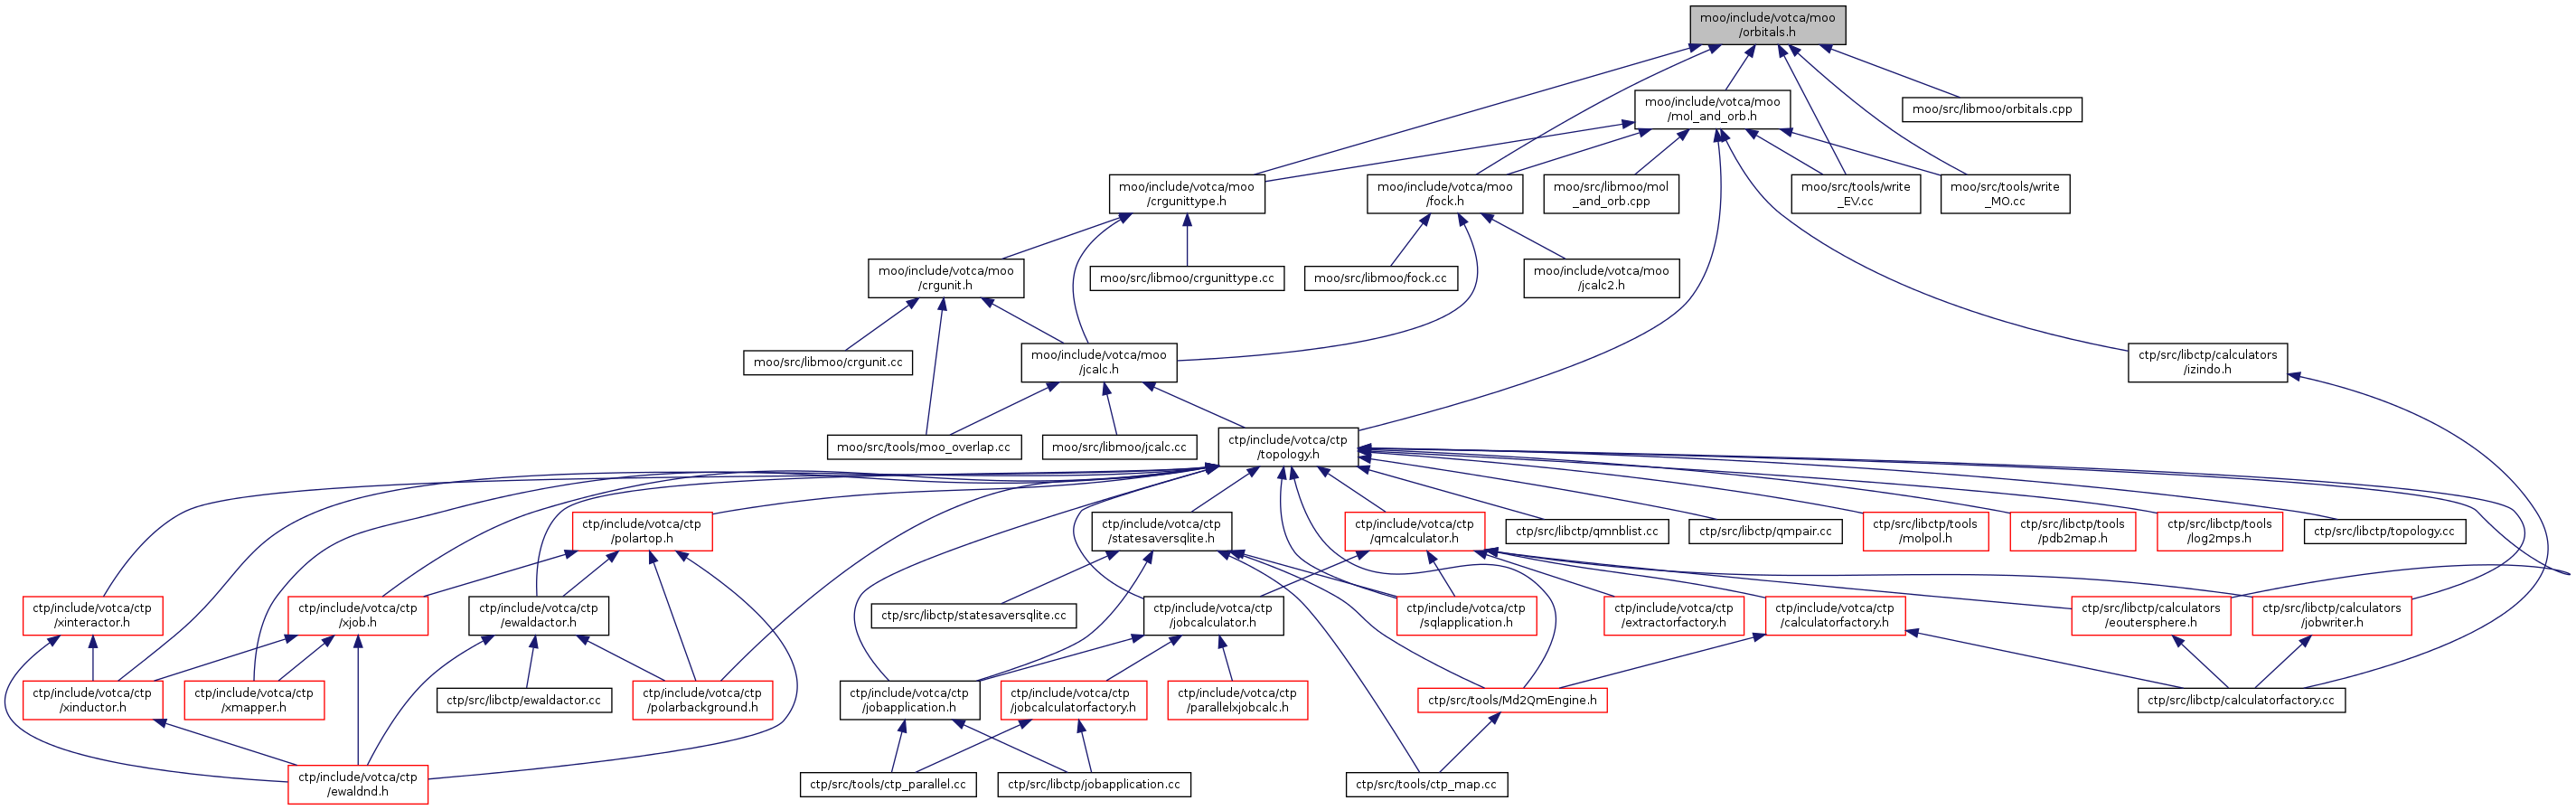 moo/include/votca/moo
/orbitals.h
moo/include/votca/moo
/mol_and_orb.h
moo/src/libmoo/orbitals.cpp
moo/include/votca/moo
/crgunittype.h
moo/include/votca/moo
/fock.h
moo/src/libmoo/mol
_and_orb.cpp
moo/src/tools/write
_EV.cc
moo/src/tools/write
_MO.cc
moo/include/votca/moo
/crgunit.h
moo/src/libmoo/crgunittype.cc
moo/src/libmoo/fock.cc
moo/include/votca/moo
/jcalc2.h
moo/src/libmoo/crgunit.cc
moo/include/votca/moo
/jcalc.h
ctp/src/libctp/calculators
/izindo.h
moo/src/tools/moo_overlap.cc
moo/src/libmoo/jcalc.cc
ctp/include/votca/ctp
/topology.h
ctp/include/votca/ctp
/polartop.h
ctp/include/votca/ctp
/statesaversqlite.h
ctp/include/votca/ctp
/qmcalculator.h
ctp/src/libctp/qmnblist.cc
ctp/src/libctp/qmpair.cc
ctp/src/libctp/tools
/molpol.h
ctp/src/libctp/tools
/pdb2map.h
ctp/src/libctp/tools
/log2mps.h
ctp/src/libctp/topology.cc
ctp/include/votca/ctp
/xinteractor.h
ctp/include/votca/ctp
/xjob.h
ctp/include/votca/ctp
/ewaldactor.h
ctp/src/libctp/statesaversqlite.cc
ctp/include/votca/ctp
/jobcalculator.h
ctp/include/votca/ctp
/sqlapplication.h
ctp/include/votca/ctp
/extractorfactory.h
ctp/include/votca/ctp
/calculatorfactory.h
ctp/src/libctp/calculators
/eoutersphere.h
ctp/src/libctp/calculators
/jobwriter.h
ctp/include/votca/ctp
/xinductor.h
ctp/include/votca/ctp
/xmapper.h
ctp/src/libctp/ewaldactor.cc
ctp/include/votca/ctp
/polarbackground.h
ctp/include/votca/ctp
/jobapplication.h
ctp/include/votca/ctp
/jobcalculatorfactory.h
ctp/include/votca/ctp
/parallelxjobcalc.h
ctp/src/tools/Md2QmEngine.h
ctp/src/libctp/calculatorfactory.cc
ctp/include/votca/ctp
/ewaldnd.h
ctp/src/tools/ctp_parallel.cc
ctp/src/libctp/jobapplication.cc
ctp/src/tools/ctp_map.cc